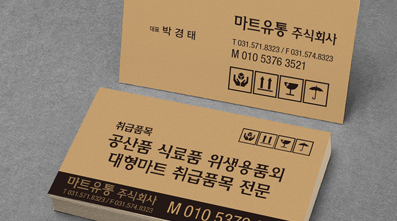 대표 박 경 태
마트유통 주식회사
T 031.571.8323 / F 031.574.8323
M 010 5376 3521
취급품목
공산품 식료품 위생용품외
대형마트 취급품목 전문
마트유통 주식회사
T 031.571.8323 / F 031.574.8323
M 010 5376